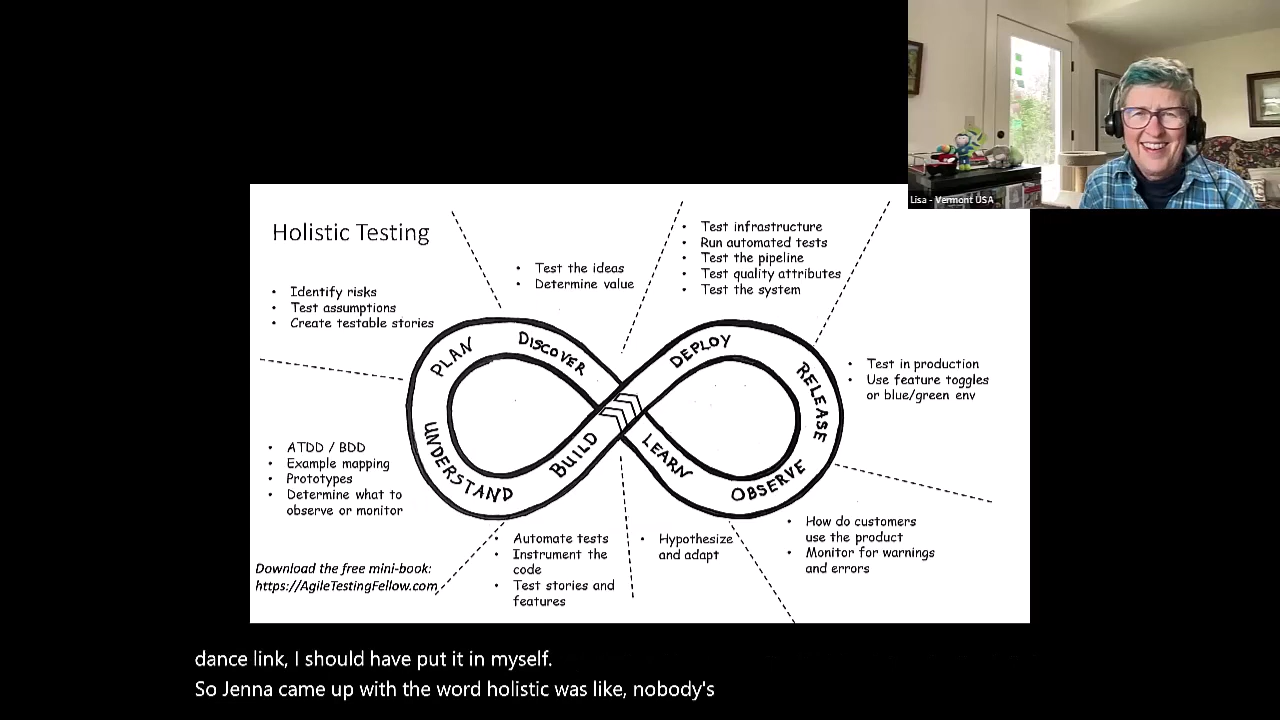 Lisa - Vermont USA
Holistic Testing
• Identify risks
• Test assumptions
• Create testable stories
• Test the ideas
• Determine value
• Test infrastructure
• Run automated tests
• Test the pipeline
• Test quality attributes
• Test the system
PLAN
DISCOVER
DEPLOY
RELEASE
• Test in production
• Use feature toggles
or blue/green env
UNDERSTAND
BUILD
LEARN
OBSERVE
• ATDD / BDD
• Example mapping
• Prototypes
• Determine what to
observe or monitor
• Automate tests
• Instrument the
code
• Test stories and
features
• Hypothesize
and adapt
• How do customers
use the product
• Monitor for warnings
and errors
Download the free mini-book:
https://AgileTestingFellow.com
dance link, I should have put it in myself.
So Jenna came up with the word holistic was like, nobody's